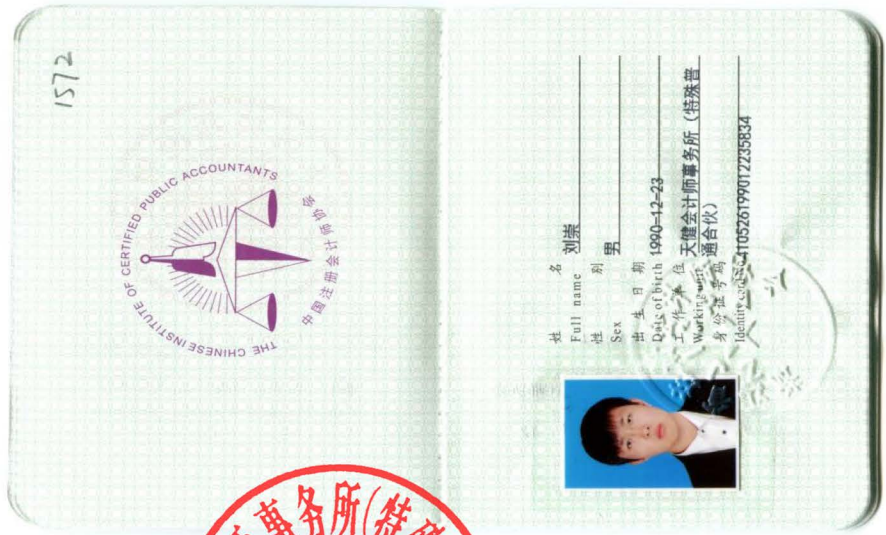 1572
THE CHINESE INSTITUTE OF CERTIFIED PUBLIC ACCOUNTANTS
中国注册会计师协会
姓 名 刘崇
Full name
性 别 男
Sex
出 生 日 期 1990-12-23
Date of birth
工 作 单 位 天健会计师事务所(特殊普
Working unit 通合伙)
身份证号码 410526199012235834
Identity card No.
事务所(特殊